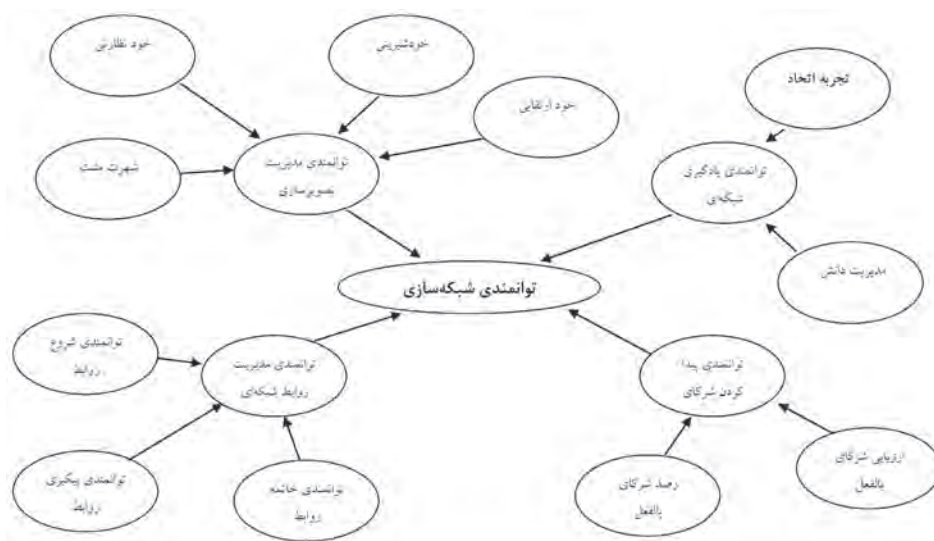 خود نظارتی
خودشیرینی
خود ارتقایی
تجربه اتحاد
شهرت مثبت
توانمندی مدیریت
تصویرسازی
توانمندی یادگیری
شبکه‌ای
مدیریت دانش
توانمندی شبکه‌سازی
توانمندی شروع
روابط
توانمندی مدیریت
روابط شبکه‌ای
توانمندی پیدا
کردن شرکای
توانمندی پیگیری
روابط
توانمندی خاتمه
روابط
رصد شرکای
بالفعل
ارزیابی شرکای
بالفعل